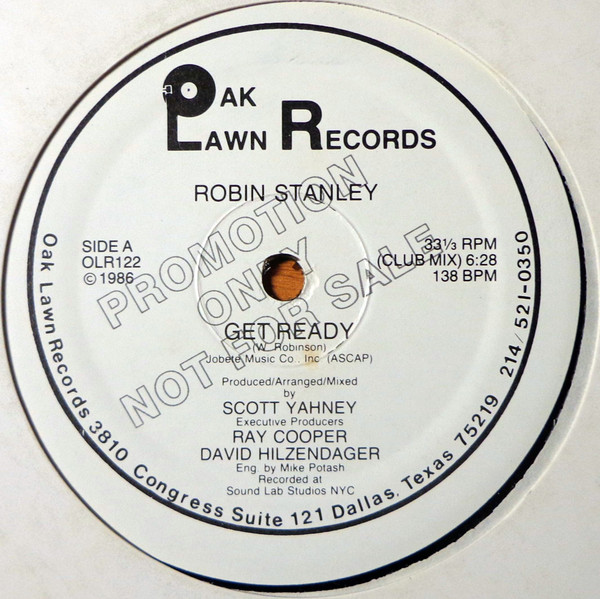 OAK
LAWN RECORDS
ROBIN STANLEY
SIDE A
OLR122
© 1986
33⅓ RPM
(CLUB MIX) 6:28
138 BPM
PROMOTION
ONLY
NOT FOR SALE
GET READY
(W. Robinson)
Jobete Music Co., Inc (ASCAP)
Produced/Arranged/Mixed
by
SCOTT YAHNEY
Executive Producers
RAY COOPER
DAVID HILZENDAGER
Eng. by Mike Potash
Recorded at
Sound Lab Studios NYC
Oak Lawn Records 3810 Congress Suite 121 Dallas, Texas 75219 214/521-0350